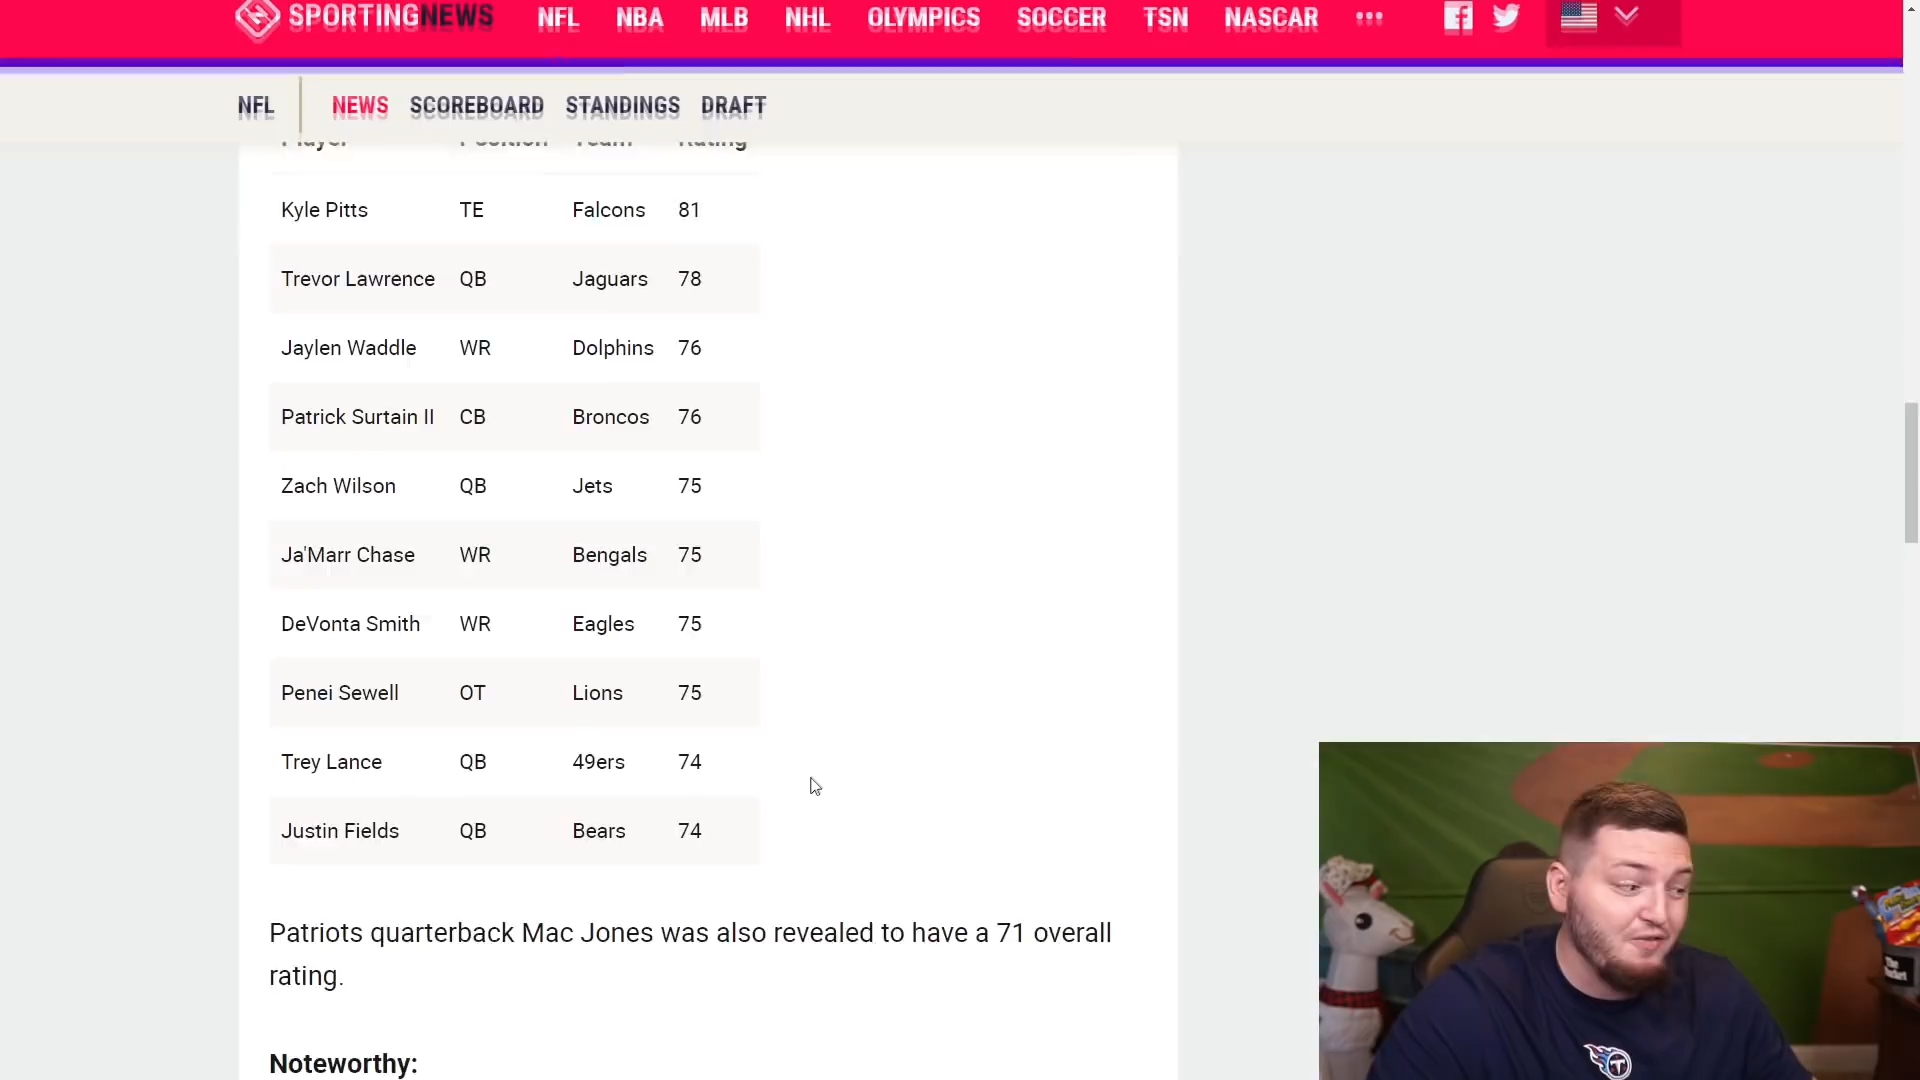 SPORTINGNEWS NFL NBA MLB NHL OLYMPICS SOCCER TSN NASCAR
NFL NEWS SCOREBOARD STANDINGS DRAFT
Player Position Team Rating
Kyle Pitts TE Falcons 81
Trevor Lawrence QB Jaguars 78
Jaylen Waddle WR Dolphins 76
Patrick Surtain II CB Broncos 76
Zach Wilson QB Jets 75
Ja'Marr Chase WR Bengals 75
DeVonta Smith WR Eagles 75
Penei Sewell OT Lions 75
Trey Lance QB 49ers 74
Justin Fields QB Bears 74
Patriots quarterback Mac Jones was also revealed to have a 71 overall
rating.
Noteworthy: